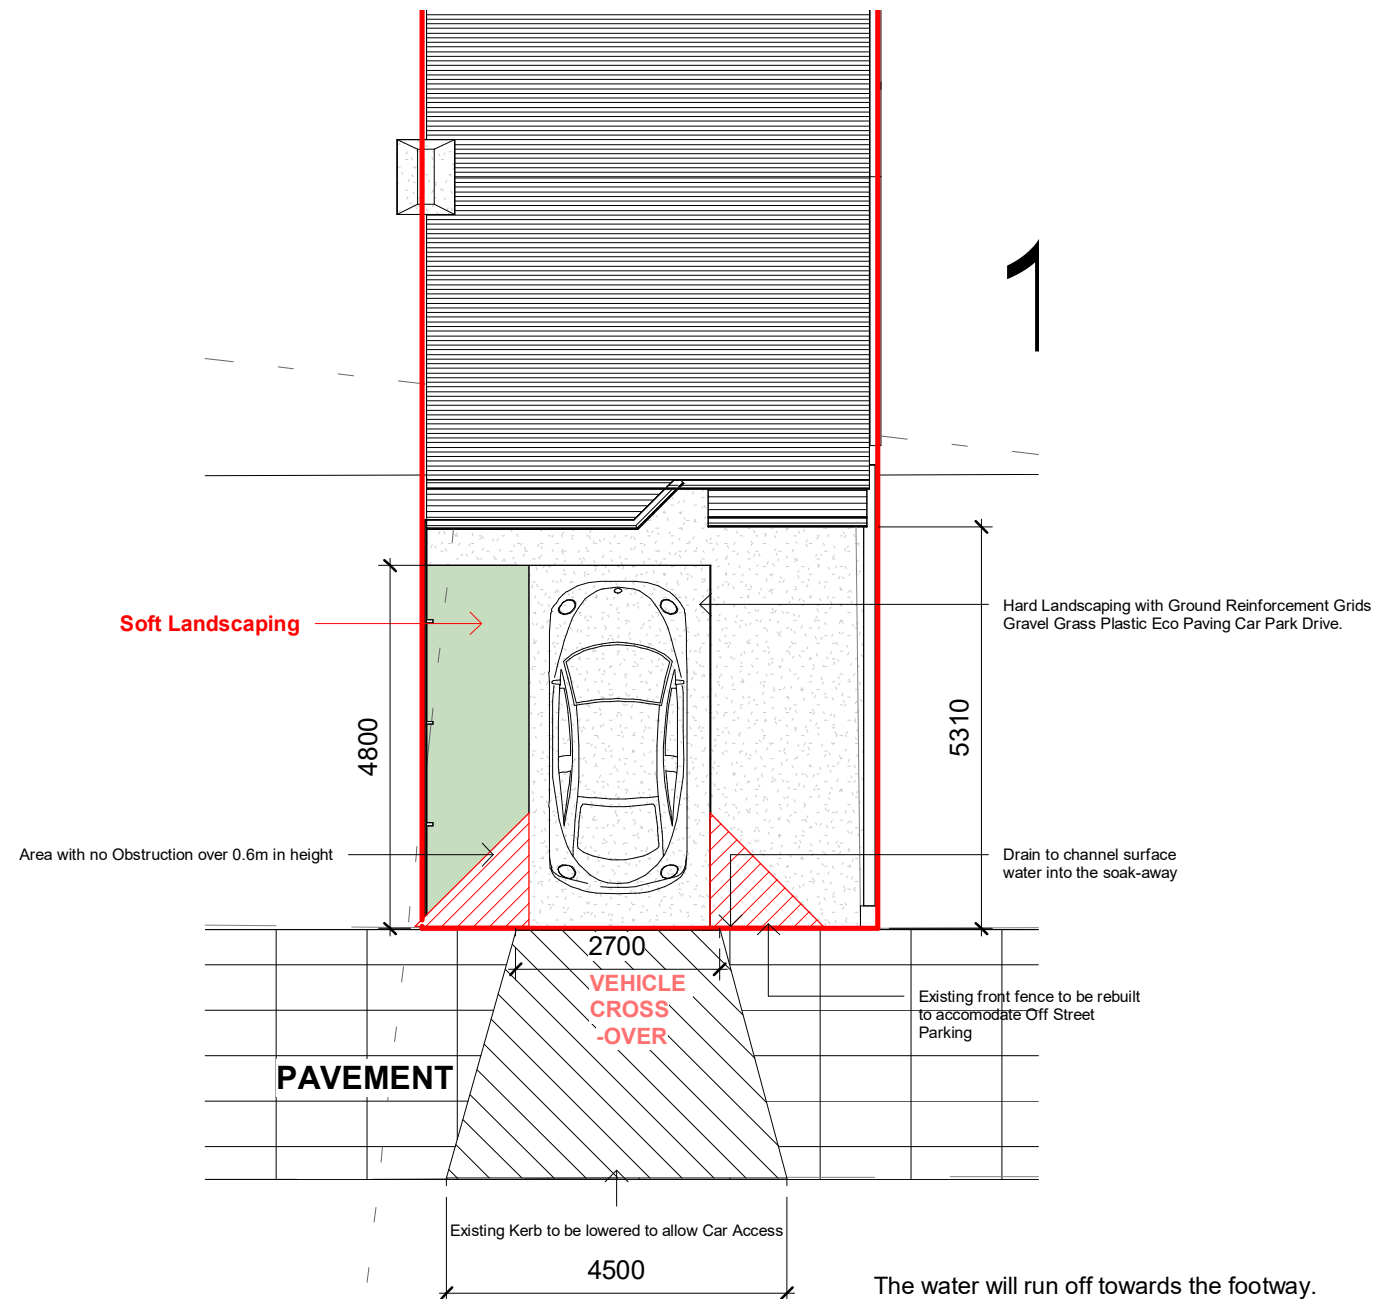 1
Soft Landscaping
Hard Landscaping with Ground Reinforcement Grids
Gravel Grass Plastic Eco Paving Car Park Drive.
4800
5310
Area with no Obstruction over 0.6m in height
Drain to channel surface
water into the soak-away
2700
VEHICLE
CROSS
-OVER
Existing front fence to be rebuilt
to accomodate Off Street
Parking
PAVEMENT
Existing Kerb to be lowered to allow Car Access
4500
The water will run off towards the footway.